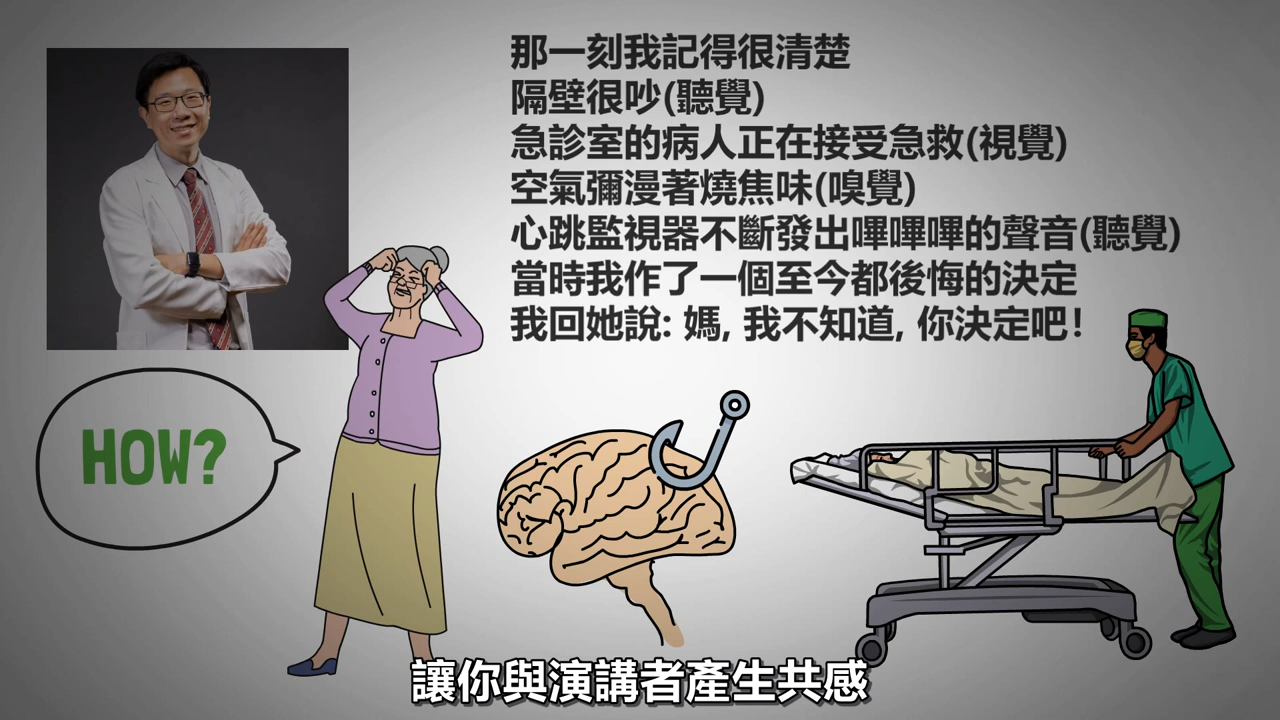 那一刻我記得很清楚
隔壁很吵(聽覺)
急診室的病人正在接受急救(視覺)
空氣彌漫著燒焦味(嗅覺)
心跳監視器不斷發出嗶嗶嗶的聲音(聽覺)
當時我作了一個至今都後悔的決定
我回她說: 媽, 我不知道, 你決定吧!
HOW?
讓你與演講者產生共感